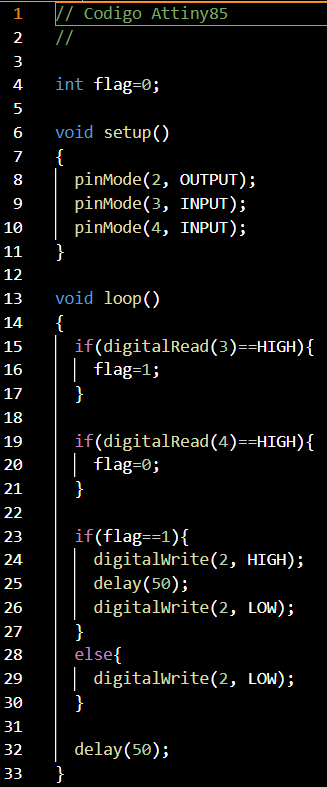 1 // Codigo Attiny85
2 //
3
4 int flag=0;
5
6 void setup()
7 {
8   pinMode(2, OUTPUT);
9   pinMode(3, INPUT);
10   pinMode(4, INPUT);
11 }
12
13 void loop()
14 {
15   if(digitalRead(3)==HIGH){
16     flag=1;
17   }
18
19   if(digitalRead(4)==HIGH){
20     flag=0;
21   }
22
23   if(flag==1){
24     digitalWrite(2, HIGH);
25     delay(50);
26     digitalWrite(2, LOW);
27   }
28   else{
29     digitalWrite(2, LOW);
30   }
31
32   delay(50);
33 }